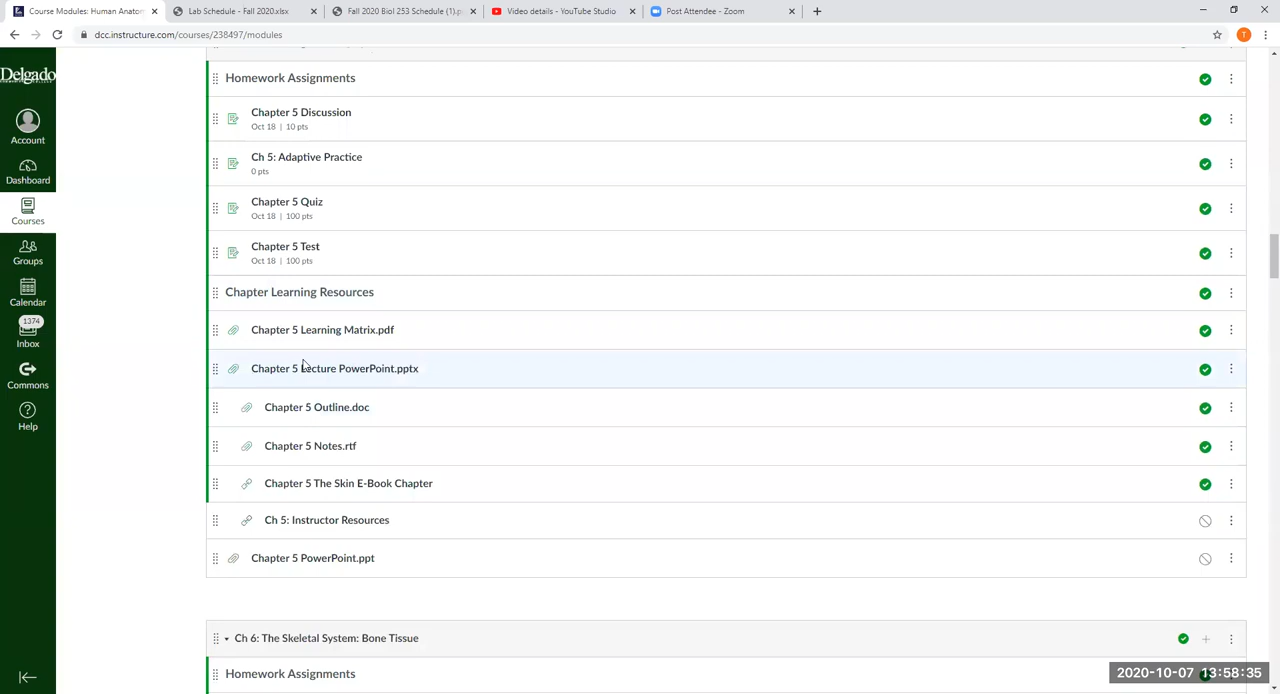 Course Modules: Human Anatom
Lab Schedule - Fall 2020.xlsx
Fall 2020 Biol 253 Schedule (1).p
Video details - YouTube Studio
Post Attendee - Zoom
dcc.instructure.com/courses/238497/modules
T
Delgado
Account
Dashboard
Courses
Groups
Calendar
1374
Inbox
Commons
Help
Homework Assignments
Chapter 5 Discussion
Oct 18 | 10 pts
Ch 5: Adaptive Practice
0 pts
Chapter 5 Quiz
Oct 18 | 100 pts
Chapter 5 Test
Oct 18 | 100 pts
Chapter Learning Resources
Chapter 5 Learning Matrix.pdf
Chapter 5 Lecture PowerPoint.pptx
Chapter 5 Outline.doc
Chapter 5 Notes.rtf
Chapter 5 The Skin E-Book Chapter
Ch 5: Instructor Resources
Chapter 5 PowerPoint.ppt
Ch 6: The Skeletal System: Bone Tissue
Homework Assignments
2020-10-07 13:58:35